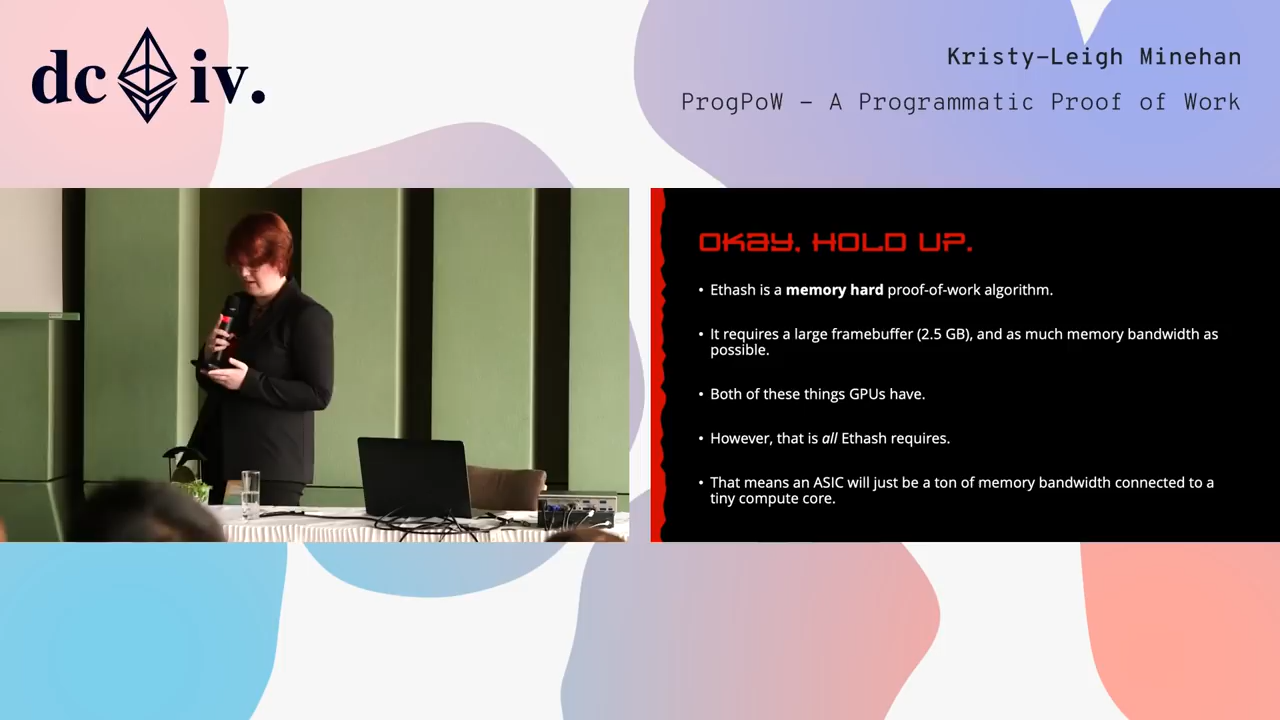 dc iv.
Kristy-Leigh Minehan
ProgPoW - A Programmatic Proof of Work
OKAY. HOLD UP.
• Ethash is a memory hard proof-of-work algorithm.
• It requires a large framebuffer (2.5 GB), and as much memory bandwidth as
possible.
• Both of these things GPUs have.
• However, that is all Ethash requires.
• That means an ASIC will just be a ton of memory bandwidth connected to a
tiny compute core.